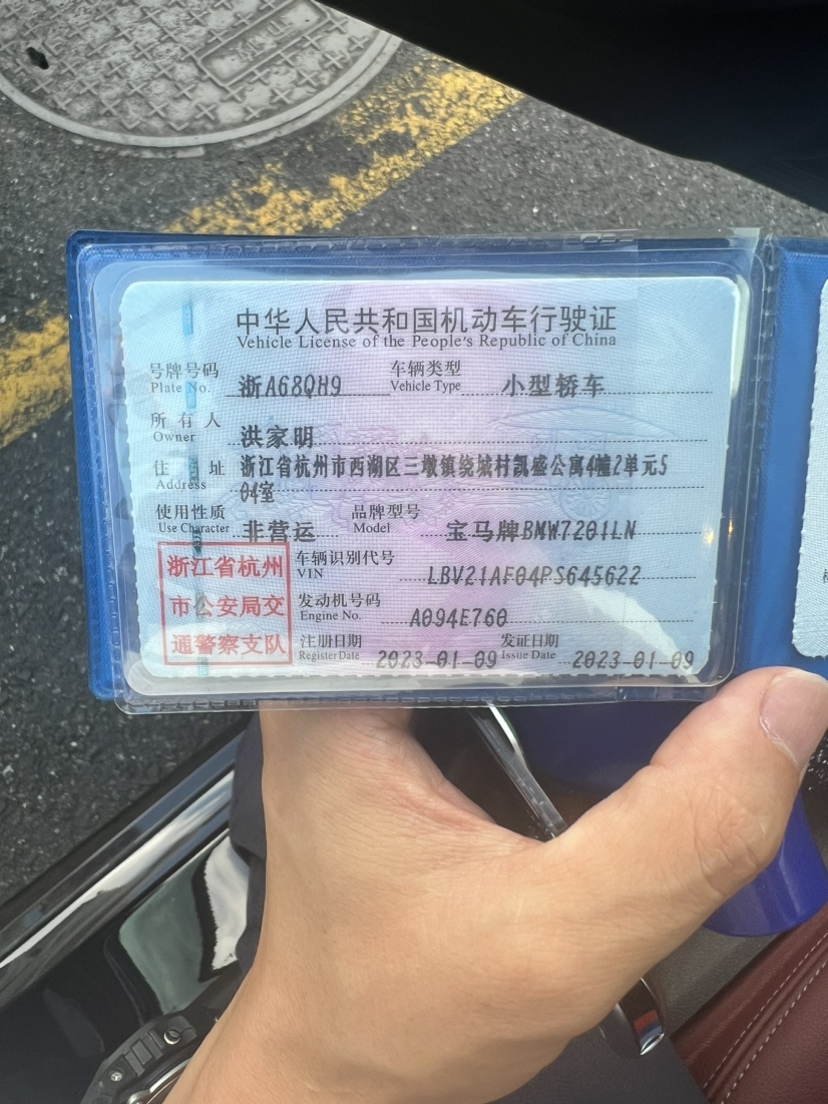 中华人民共和国机动车行驶证
Vehicle License of the People's Republic of China
号牌号码 Plate No. 浙A68QH9 车辆类型 Vehicle Type 小型轿车
所有人 Owner 洪家明
住址 Address 浙江省杭州市西湖区三墩镇绕城村凯盛公寓4幢2单元5
04室
使用性质 Use Character 非营运 品牌型号 Model 宝马牌BMW7201LN
浙江省杭州
市公安局交
通警察支队
车辆识别代号 VIN LBV21AF04PS645622
发动机号码 Engine No. A094E760
注册日期 Register Date 2023-01-09 发证日期 Issue Date 2023-01-09